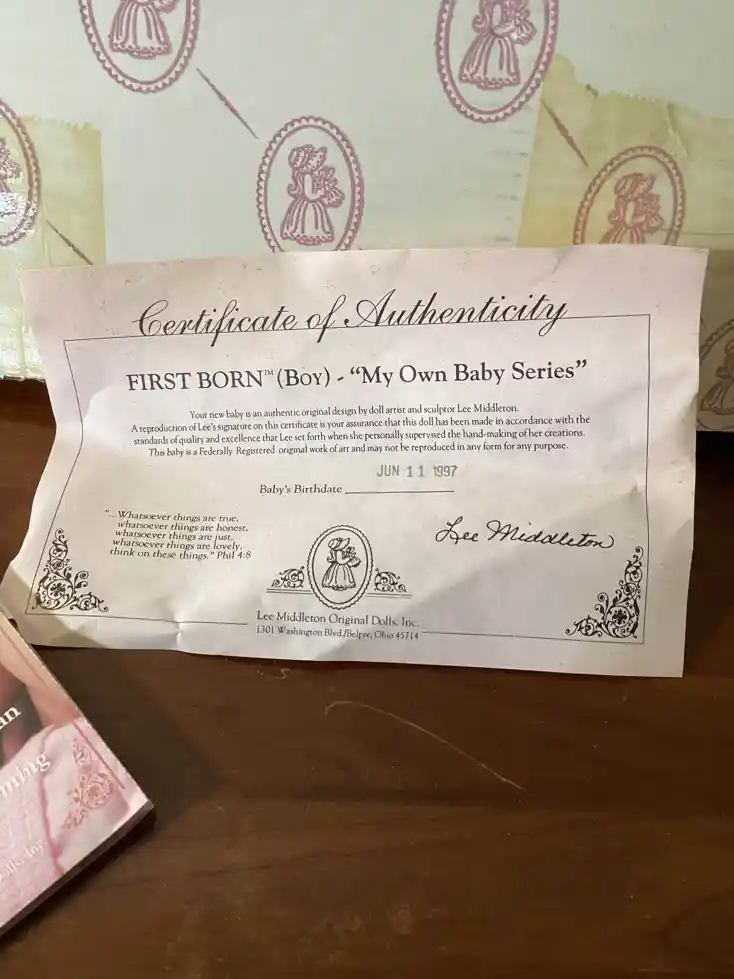 Certificate of Authenticity
FIRST BORN™ (BOY) - "MY OWN BABY SERIES"
Your new baby is an authentic original design by doll artist and sculptor Lee Middleton.
A reproduction of Lee's signature on this certificate is your assurance that this doll has been made in accordance with the
standards of quality and excellence that Lee set forth when she personally supervised the hand-making of her creations.
This baby is a Federally Registered original work of art and may not be reproduced in any form for any purpose.
JUN 11 1997
Baby's Birthdate
"...Whatsoever things are true,
whatsoever things are honest,
whatsoever things are just,
whatsoever things are lovely,
think on these things." Phil 4:8
Lee Middleton
Lee Middleton Original Dolls, Inc.
1301 Washington Blvd./Belpre, Ohio 45714